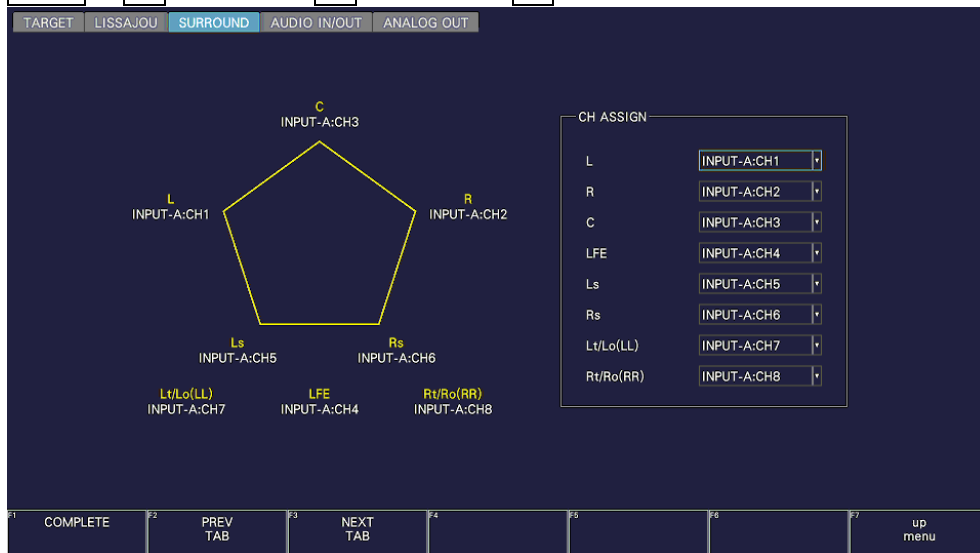 TARGET LISSAJOU SURROUND AUDIO IN/OUT ANALOG OUT
C
INPUT-A:CH3
L
INPUT-A:CH1
R
INPUT-A:CH2
Ls
INPUT-A:CH5
Rs
INPUT-A:CH6
Lt/Lo(LL)
INPUT-A:CH7
LFE
INPUT-A:CH4
Rt/Ro(RR)
INPUT-A:CH8
CH ASSIGN
L INPUT-A:CH1
R INPUT-A:CH2
C INPUT-A:CH3
LFE INPUT-A:CH4
Ls INPUT-A:CH5
Rs INPUT-A:CH6
Lt/Lo(LL) INPUT-A:CH7
Rt/Ro(RR) INPUT-A:CH8
F1 COMPLETE
F2 PREV
TAB
F3 NEXT
TAB
F4
F5
F6
F7 up
menu